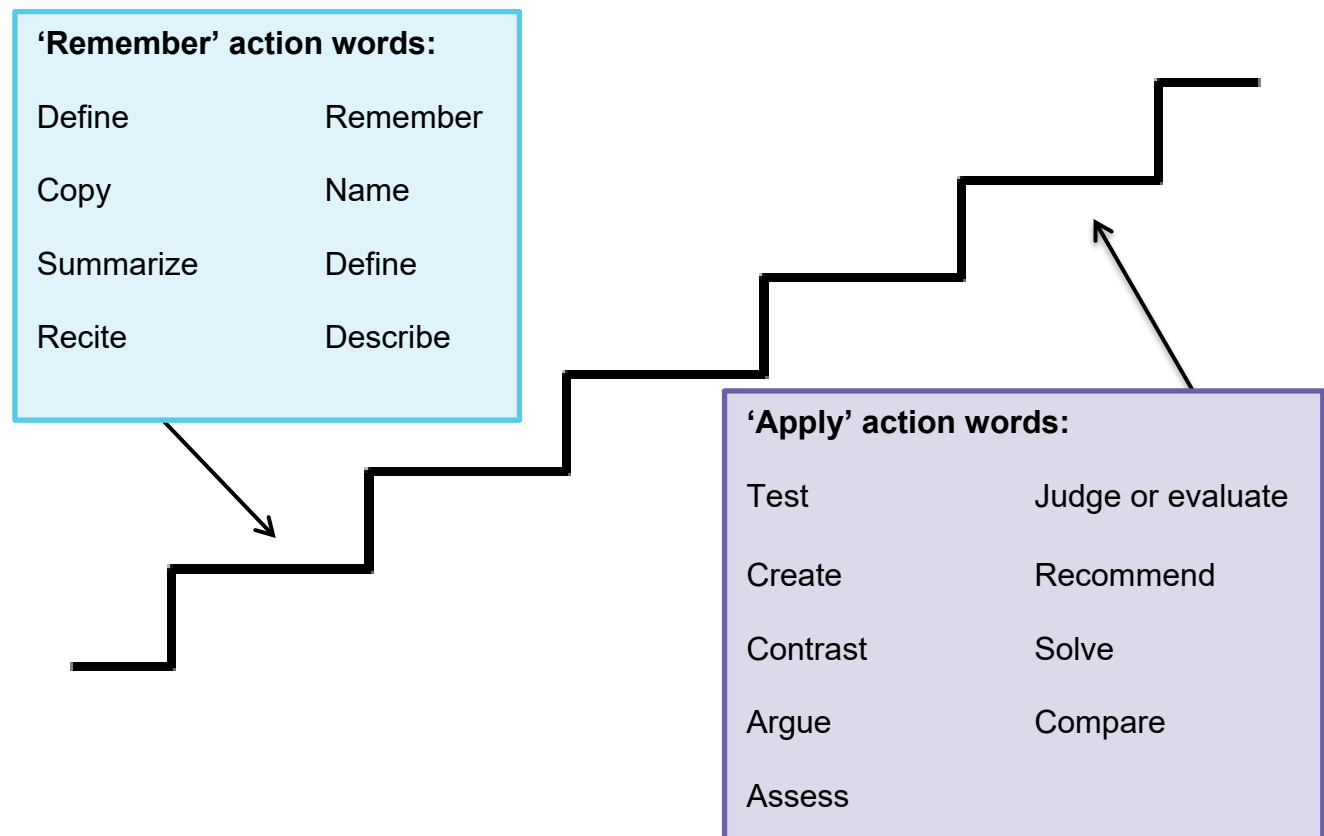 ‘Remember’ action words:
Define Remember
Copy Name
Summarize Define
Recite Describe
‘Apply’ action words:
Test Judge or evaluate
Create Recommend
Contrast Solve
Argue Compare
Assess